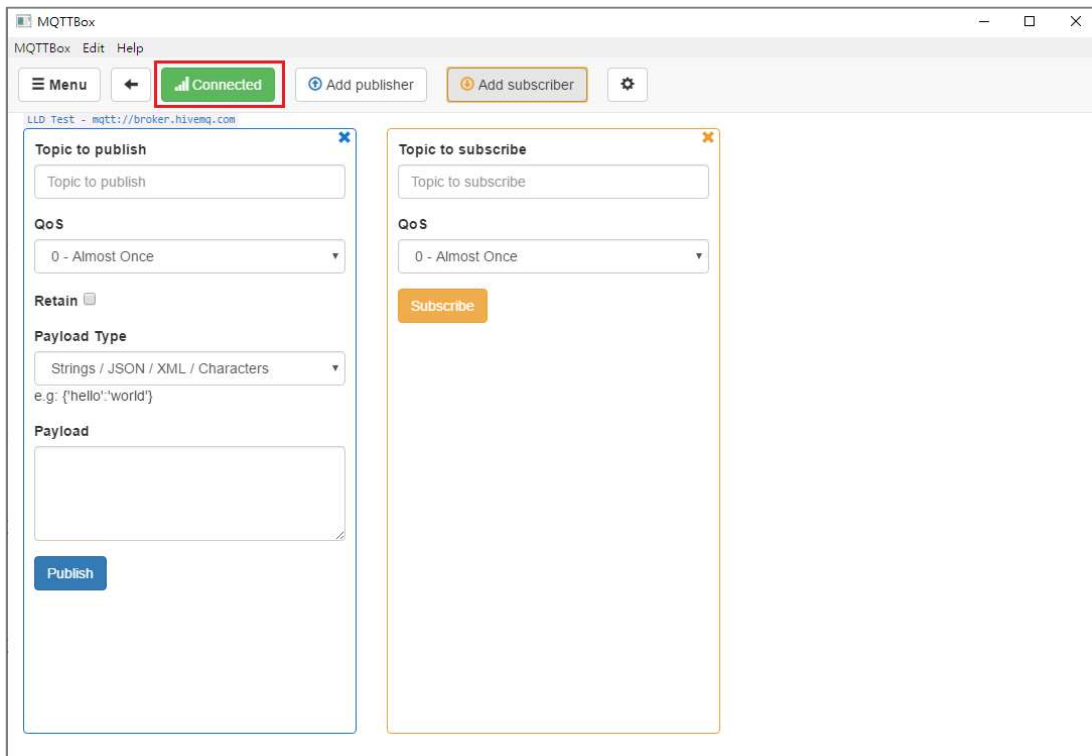 MQTTBox
MQTTBox Edit Help
Menu Connected Add publisher Add subscriber
LLD Test - mqtt://broker.hivemq.com
Topic to publish
Topic to publish
QoS
0 - Almost Once
Retain
Payload Type
Strings / JSON / XML / Characters
e.g: {'hello':'world'}
Payload
Publish
Topic to subscribe
Topic to subscribe
QoS
0 - Almost Once
Subscribe